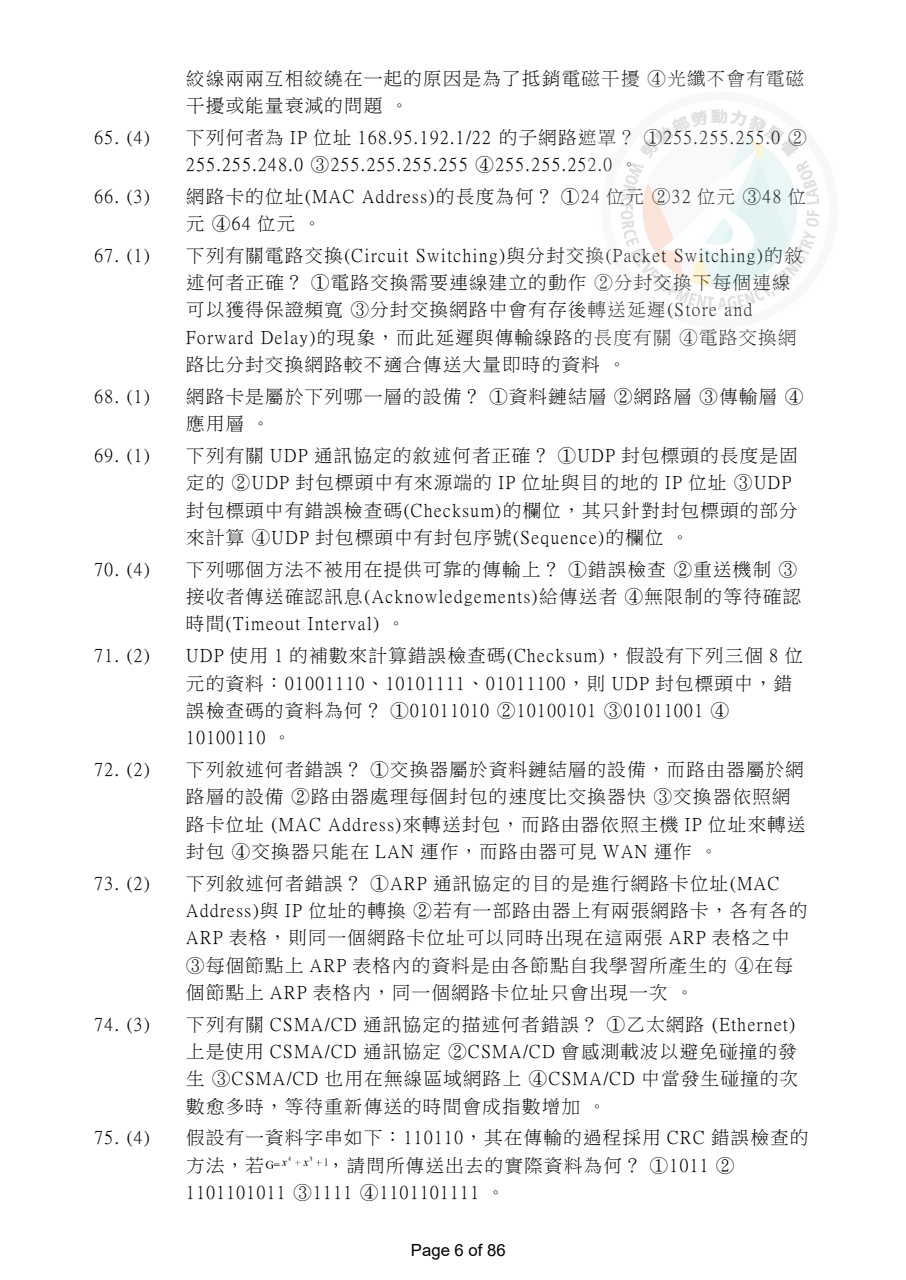 絞線兩兩互相絞繞在一起的原因是為了抵銷電磁干擾 ④光纖不會有電磁
干擾或能量衰減的問題 。
65. (4) 下列何者為 IP 位址 168.95.192.1/22 的子網路遮罩？ ①255.255.255.0 ②
255.255.248.0 ③255.255.255.255 ④255.255.252.0 。
66. (3) 網路卡的位址(MAC Address)的長度為何？ ①24 位元 ②32 位元 ③48 位
元 ④64 位元 。
67. (1) 下列有關電路交換(Circuit Switching)與分封交換(Packet Switching)的敘
述何者正確？ ①電路交換需要連線建立的動作 ②分封交換下每個連線
可以獲得保證頻寬 ③分封交換網路中會有存後轉送延遲(Store and
Forward Delay)的現象，而此延遲與傳輸線路的長度有關 ④電路交換網
路比分封交換網路較不適合傳送大量即時的資料 。
68. (1) 網路卡是屬於下列哪一層的設備？ ①資料鏈結層 ②網路層 ③傳輸層 ④
應用層 。
69. (1) 下列有關 UDP 通訊協定的敘述何者正確？ ①UDP 封包標頭的長度是固
定的 ②UDP 封包標頭中有來源端的 IP 位址與目的地的 IP 位址 ③UDP
封包標頭中有錯誤檢查碼(Checksum)的欄位，其只針對封包標頭的部分
來計算 ④UDP 封包標頭中有封包序號(Sequence)的欄位 。
70. (4) 下列哪個方法不被用在提供可靠的傳輸上？ ①錯誤檢查 ②重送機制 ③
接收者傳送確認訊息(Acknowledgements)給傳送者 ④無限制的等待確認
時間(Timeout Interval) 。
71. (2) UDP 使用 1 的補數來計算錯誤檢查碼(Checksum)，假設有下列三個 8 位
元的資料：01001110、10101111、01011100，則 UDP 封包標頭中，錯
誤檢查碼的資料為何？ ①01011010 ②10100101 ③01011001 ④
10100110 。
72. (2) 下列敘述何者錯誤？ ①交換器屬於資料鏈結層的設備，而路由器屬於網
路層的設備 ②路由器處理每個封包的速度比交換器快 ③交換器依照網
路卡位址 (MAC Address)來轉送封包，而路由器依照主機 IP 位址來轉送
封包 ④交換器只能在 LAN 運作，而路由器可見 WAN 運作 。
73. (2) 下列敘述何者錯誤？ ①ARP 通訊協定的目的是進行網路卡位址(MAC
Address)與 IP 位址的轉換 ②若有一部路由器上有兩張網路卡，各有各的
ARP 表格，則同一個網路卡位址可以同時出現在這兩張 ARP 表格之中
③每個節點上 ARP 表格內的資料是由各節點自我學習所產生的 ④在每
個節點上 ARP 表格內，同一個網路卡位址只會出現一次 。
74. (3) 下列有關 CSMA/CD 通訊協定的描述何者錯誤？ ①乙太網路 (Ethernet)
上是使用 CSMA/CD 通訊協定 ②CSMA/CD 會感測載波以避免碰撞的發
生 ③CSMA/CD 也用在無線區域網路上 ④CSMA/CD 中當發生碰撞的次
數愈多時，等待重新傳送的時間會成指數增加 。
75. (4) 假設有一資料字串如下：110110，其在傳輸的過程採用 CRC 錯誤檢查的
方法，若G=x⁴+x³+1，請問所傳送出去的實際資料為何？ ①1011 ②
1101101011 ③1111 ④1101101111 。
Page 6 of 86